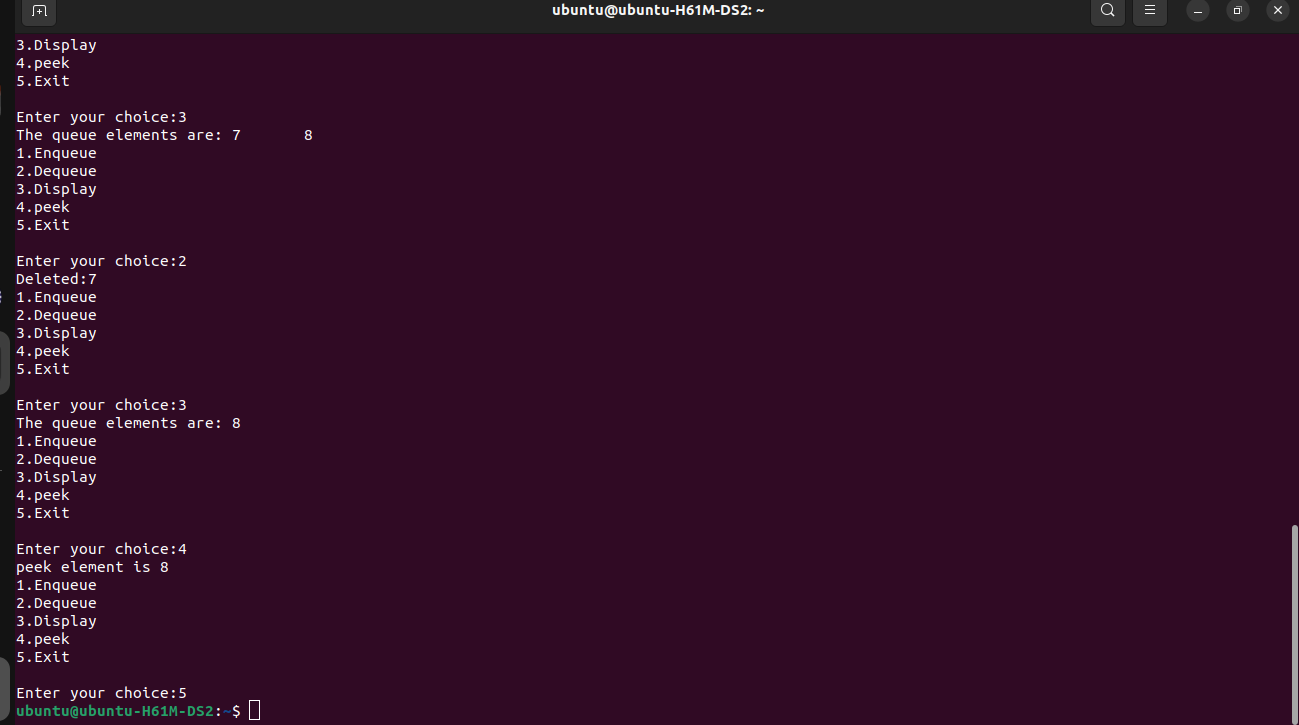 ubuntu@ubuntu-H61M-DS2: ~
3.Display
4.peek
5.Exit

Enter your choice:3
The queue elements are: 7       8
1.Enqueue
2.Dequeue
3.Display
4.peek
5.Exit

Enter your choice:2
Deleted:7
1.Enqueue
2.Dequeue
3.Display
4.peek
5.Exit

Enter your choice:3
The queue elements are: 8
1.Enqueue
2.Dequeue
3.Display
4.peek
5.Exit

Enter your choice:4
peek element is 8
1.Enqueue
2.Dequeue
3.Display
4.peek
5.Exit

Enter your choice:5
ubuntu@ubuntu-H61M-DS2:~$